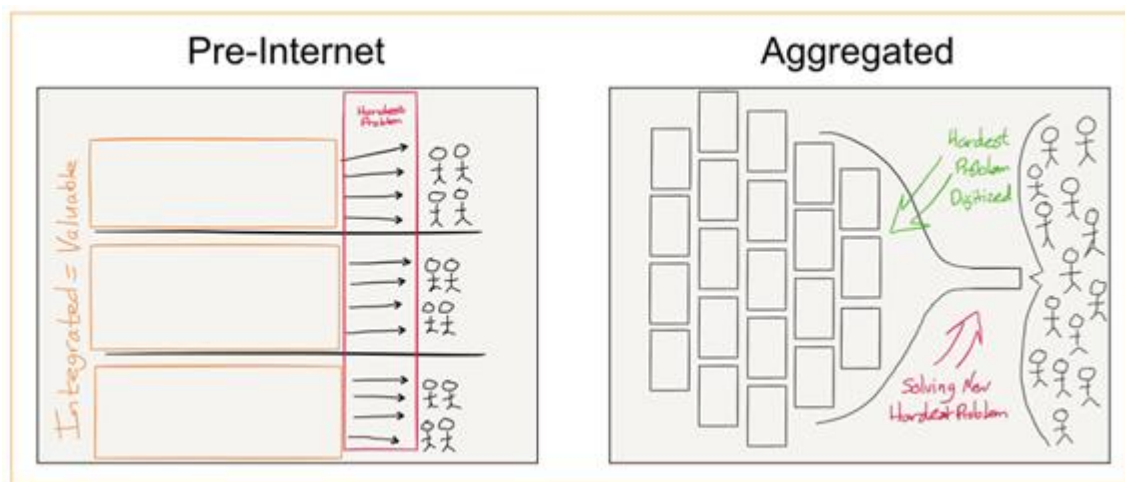 Pre-Internet
Integrated = Valuable
Hardest
Problem
Aggregated
Hardest
Problem
Digitized
Solving New
Hardest Problem